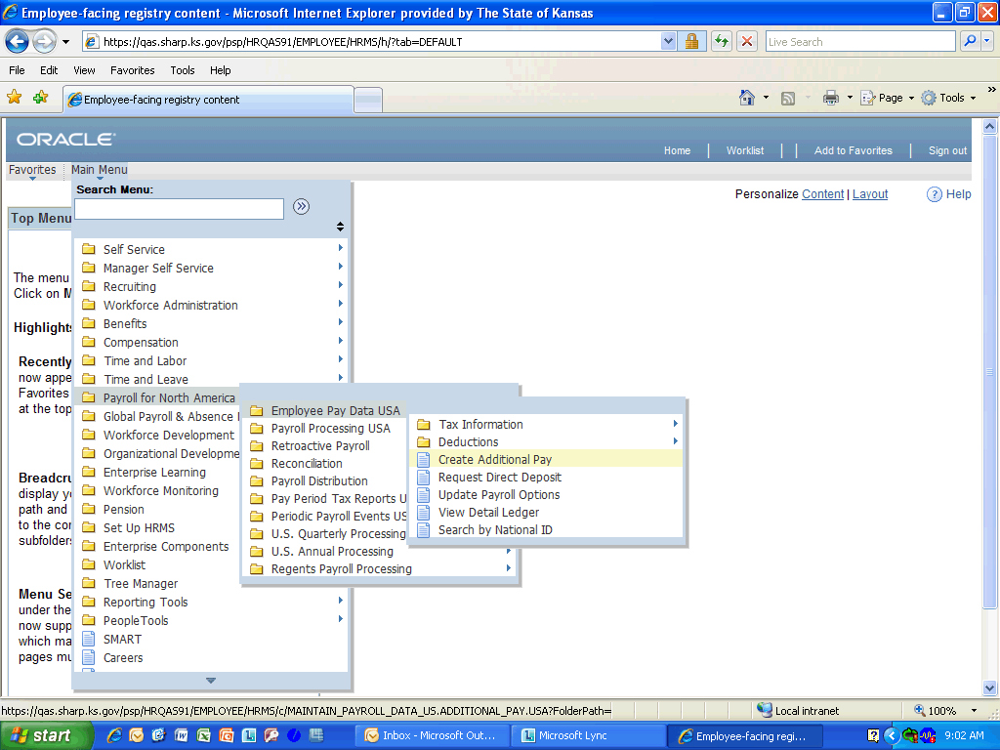 Employee-facing registry content - Microsoft Internet Explorer provided by The State of Kansas
https://qas.sharp.ks.gov/psp/HRQAS91/EMPLOYEE/HRMS/h/?tab=DEFAULT
Live Search
File Edit View Favorites Tools Help
Employee-facing registry content
Page Tools
ORACLE
Home Worklist Add to Favorites Sign out
Favorites Main Menu
Personalize Content | Layout Help
Search Menu:
Top Menu
Self Service
Manager Self Service
Recruiting
Workforce Administration
Benefits
Compensation
Time and Labor
Time and Leave
Payroll for North America
Global Payroll & Absence
Workforce Development
Organizational Developme
Enterprise Learning
Workforce Monitoring
Pension
Set Up HRMS
Enterprise Components
Worklist
Tree Manager
Reporting Tools
PeopleTools
SMART
Careers
The menu
Click on M
Highlights
Recently
now appe
Favorites
at the top
Breadcru
display yo
path and
to the cor
subfolders
Menu Se
under the
now supp
which ma
pages mu
Employee Pay Data USA
Payroll Processing USA
Retroactive Payroll
Reconciliation
Payroll Distribution
Pay Period Tax Reports U
Periodic Payroll Events US
U.S. Quarterly Processing
U.S. Annual Processing
Regents Payroll Processing
Tax Information
Deductions
Create Additional Pay
Request Direct Deposit
Update Payroll Options
View Detail Ledger
Search by National ID
https://qas.sharp.ks.gov/psp/HRQAS91/EMPLOYEE/HRMS/c/MAINTAIN_PAYROLL_DATA_US.ADDITIONAL_PAY.USA?FolderPath=
Local intranet 100%
start
Inbox - Microsoft Out...
Microsoft Lync
Employee-facing regi...
9:02 AM